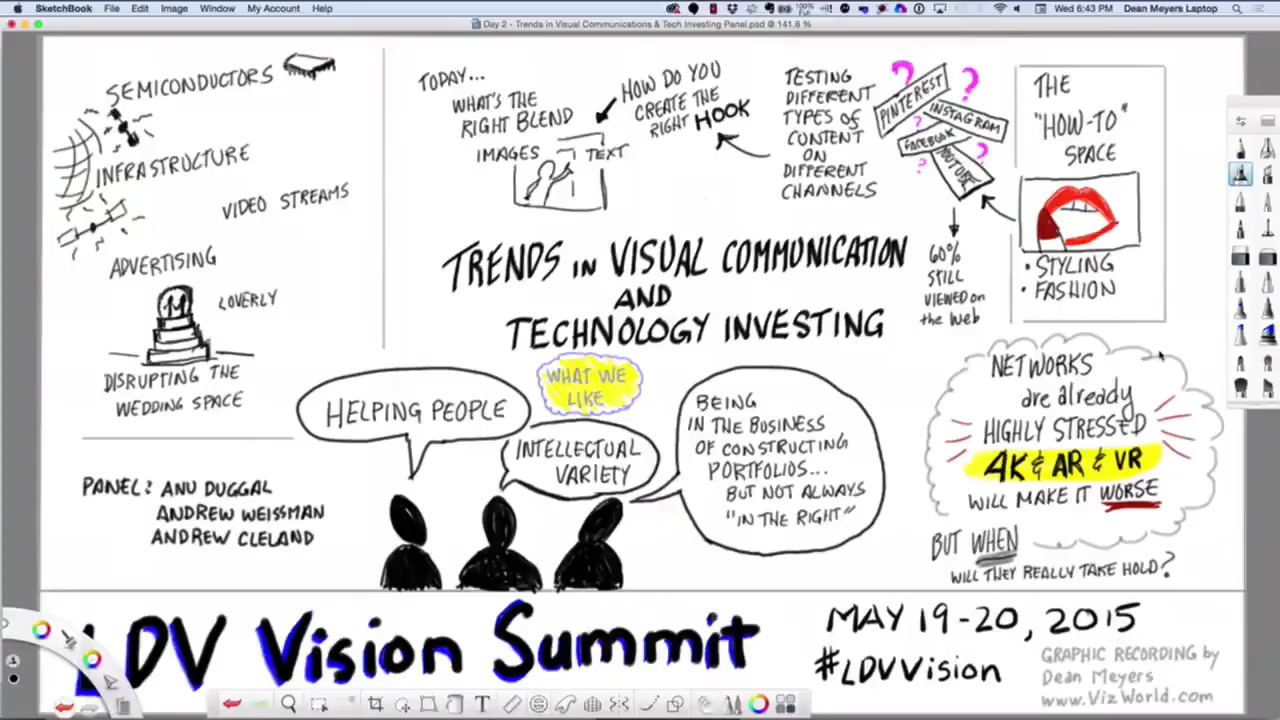 SketchBook File Edit Image Window My Account Help
100% Full
Wed 6:43 PM Dean Meyers Laptop
Day 2 - Trends in Visual Communications & Tech Investing Panel.psd @ 141.6 %
SEMICONDUCTORS
INFRASTRUCTURE
VIDEO STREAMS
ADVERTISING
LOVERLY
DISRUPTING THE
WEDDING SPACE
PANEL: ANU DUGGAL
ANDREW WEISSMAN
ANDREW CLELAND
TODAY...
WHAT'S THE
RIGHT BLEND
IMAGES
TEXT
HOW DO YOU
CREATE THE
RIGHT HOOK
TESTING
DIFFERENT
TYPES OF
CONTENT
ON
DIFFERENT
CHANNELS
?
?
PINTEREST
INSTAGRAM
?
FACEBOOK
?
YOUTUBE
?
60%
STILL
VIEWED on
the Web
THE
"HOW-TO"
SPACE
• STYLING
• FASHION
TRENDS IN VISUAL COMMUNICATION
AND
TECHNOLOGY INVESTING
WHAT WE
LIKE
HELPING PEOPLE
INTELLECTUAL
VARIETY
BEING
IN THE BUSINESS
OF CONSTRUCTING
PORTFOLIOS...
BUT NOT ALWAYS
"IN THE RIGHT"
NETWORKS
are already
HIGHLY STRESSED
4K & AR & VR
WILL MAKE IT WORSE
BUT WHEN
WILL THEY REALLY TAKE HOLD?
LDV Vision Summit
MAY 19-20, 2015
#LDVVision
GRAPHIC RECORDING by
Dean Meyers
www.VizWorld.com